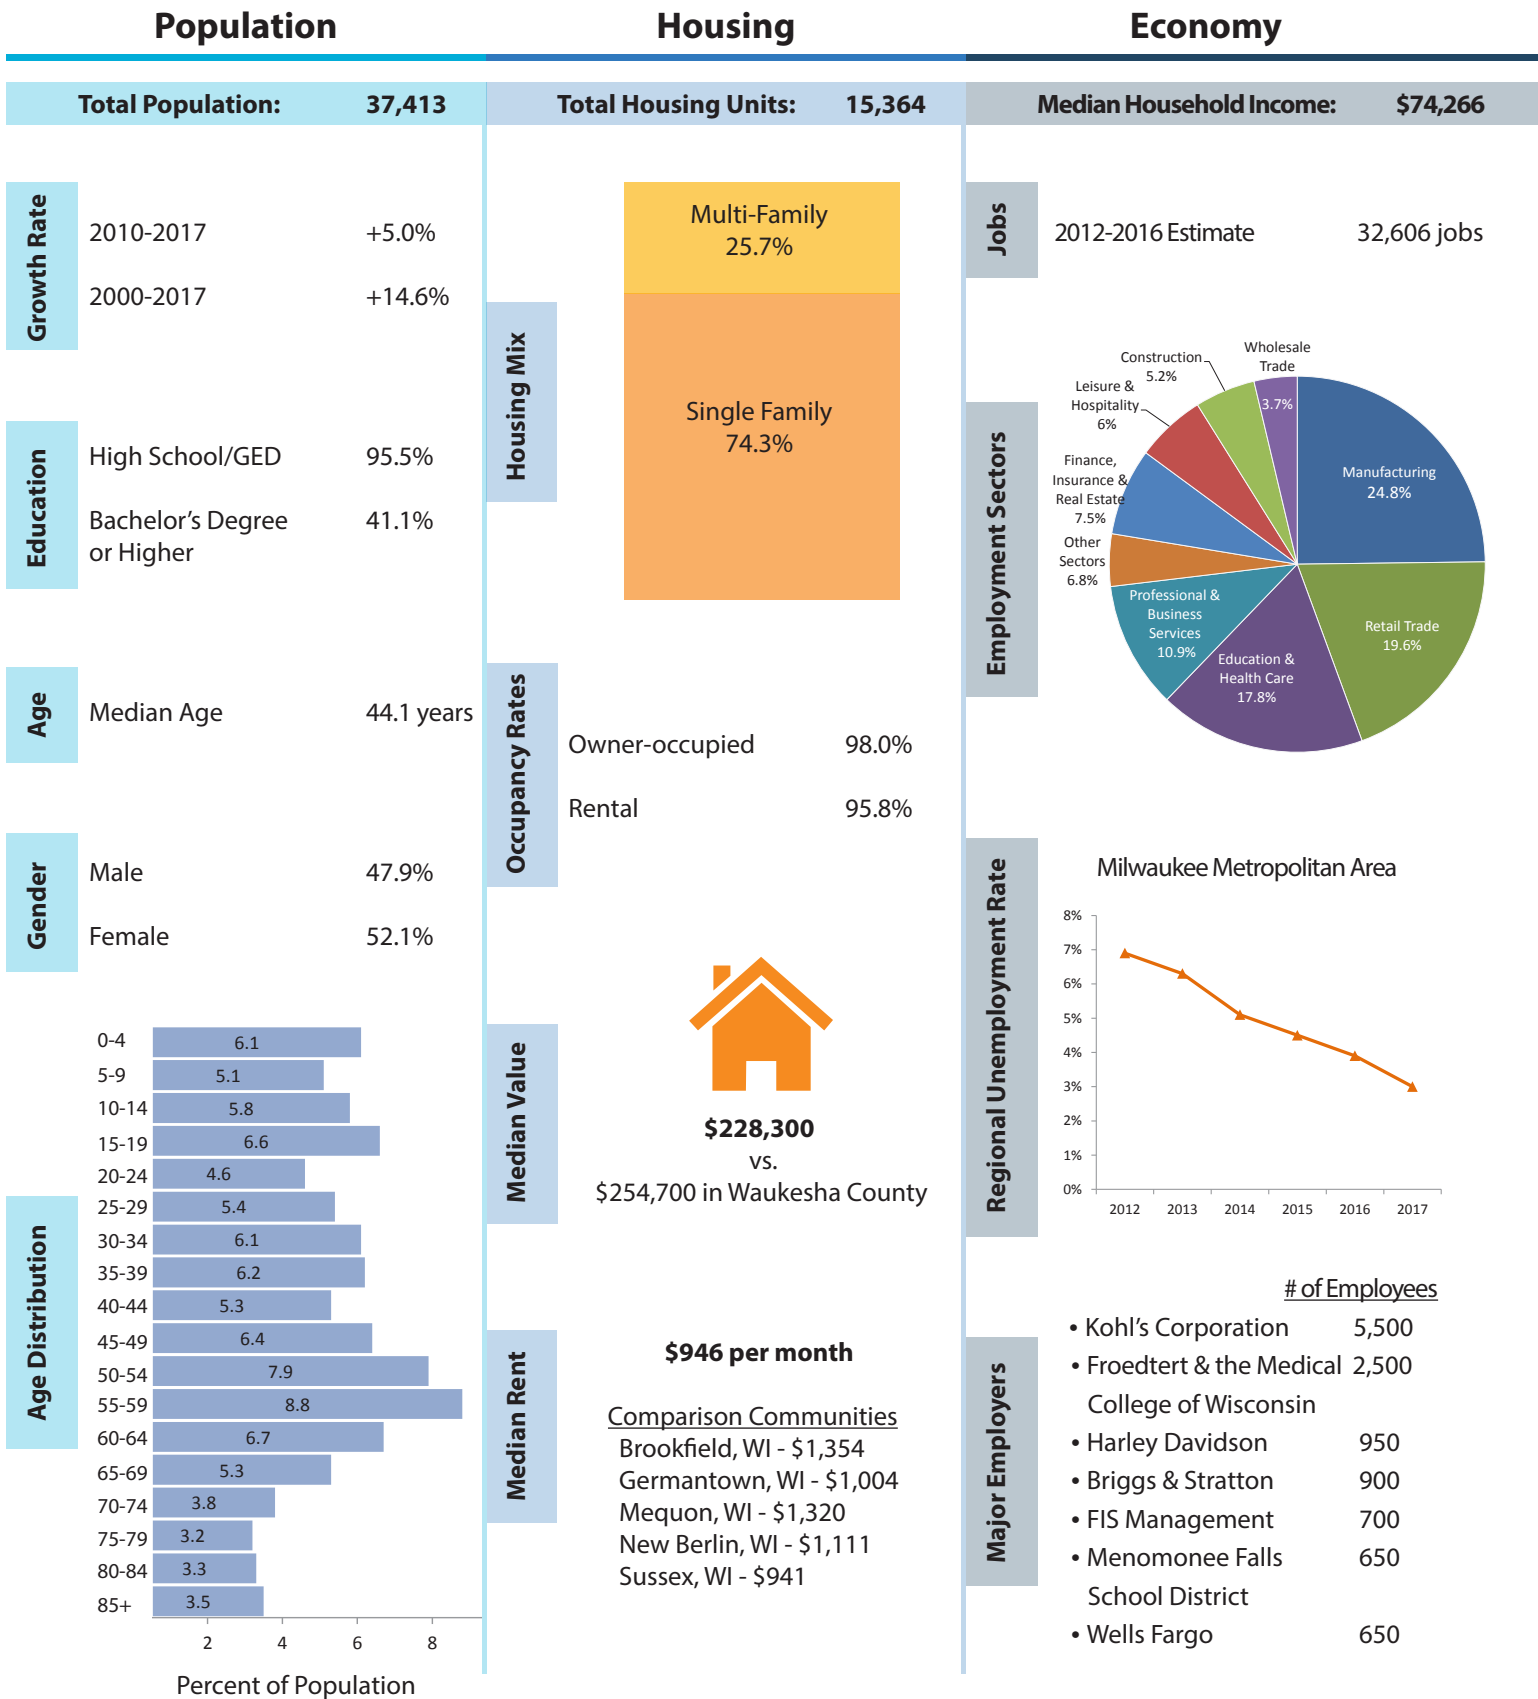 Population
Total Population: 37,413
Growth Rate
2010-2017 +5.0%
2000-2017 +14.6%
Education
High School/GED 95.5%
Bachelor’s Degree 41.1%
or Higher
Age
Median Age 44.1 years
Gender
Male 47.9%
Female 52.1%
Age Distribution
0-4 6.1
5-9 5.1
10-14 5.8
15-19 6.6
20-24 4.6
25-29 5.4
30-34 6.1
35-39 6.2
40-44 5.3
45-49 6.4
50-54 7.9
55-59 8.8
60-64 6.7
65-69 5.3
70-74 3.8
75-79 3.2
80-84 3.3
85+ 3.5
2 4 6 8
Percent of Population
Housing
Total Housing Units: 15,364
Housing Mix
Multi-Family
25.7%
Single Family
74.3%
Occupancy Rates
Owner-occupied 98.0%
Rental 95.8%
Median Value
$228,300
vs.
$254,700 in Waukesha County
Median Rent
$946 per month
Comparison Communities
Brookfield, WI - $1,354
Germantown, WI - $1,004
Mequon, WI - $1,320
New Berlin, WI - $1,111
Sussex, WI - $941
Economy
Median Household Income: $74,266
Jobs
2012-2016 Estimate 32,606 jobs
Employment Sectors
Wholesale
Trade
3.7%
Construction
5.2%
Leisure &
Hospitality
6%
Finance,
Insurance &
Real Estate
7.5%
Other
Sectors
6.8%
Professional &
Business
Services
10.9%
Education &
Health Care
17.8%
Retail Trade
19.6%
Manufacturing
24.8%
Regional Unemployment Rate
Milwaukee Metropolitan Area
8%
7%
6%
5%
4%
3%
2%
1%
0%
2012 2013 2014 2015 2016 2017
Major Employers
# of Employees
• Kohl’s Corporation 5,500
• Froedtert & the Medical 2,500
College of Wisconsin
• Harley Davidson 950
• Briggs & Stratton 900
• FIS Management 700
• Menomonee Falls 650
School District
• Wells Fargo 650